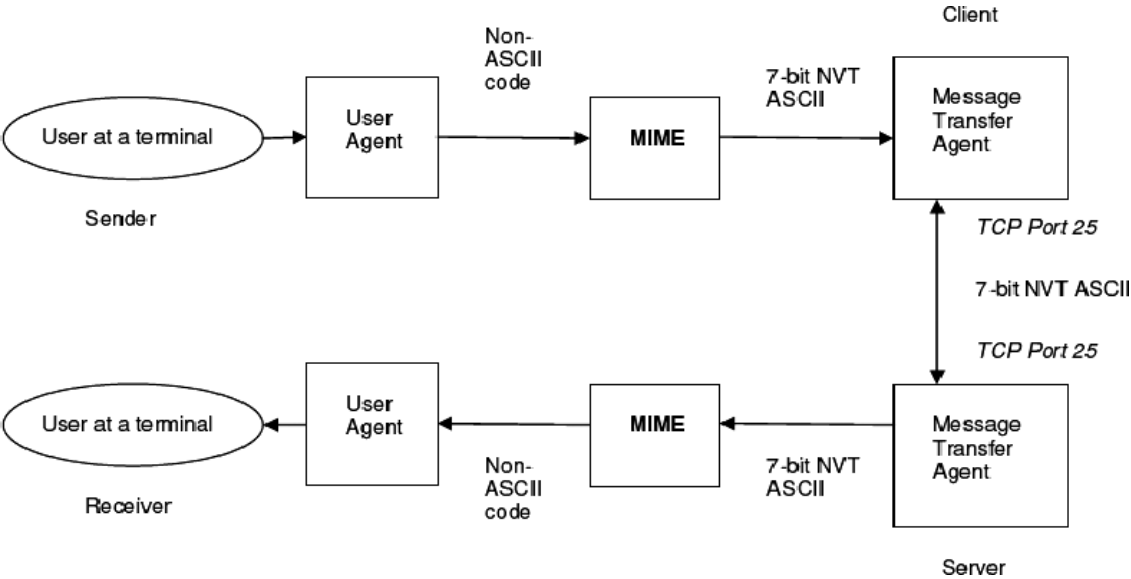 Client
Non-
ASCII
code
7-bit NVT
ASCII
User at a terminal
User
Agent
MIME
Message
Transfer
Agent
Sender
TCP Port 25
7-bit NVT ASCII
TCP Port 25
User at a terminal
User
Agent
MIME
Message
Transfer
Agent
Non-
ASCII
code
7-bit NVT
ASCII
Receiver
Server